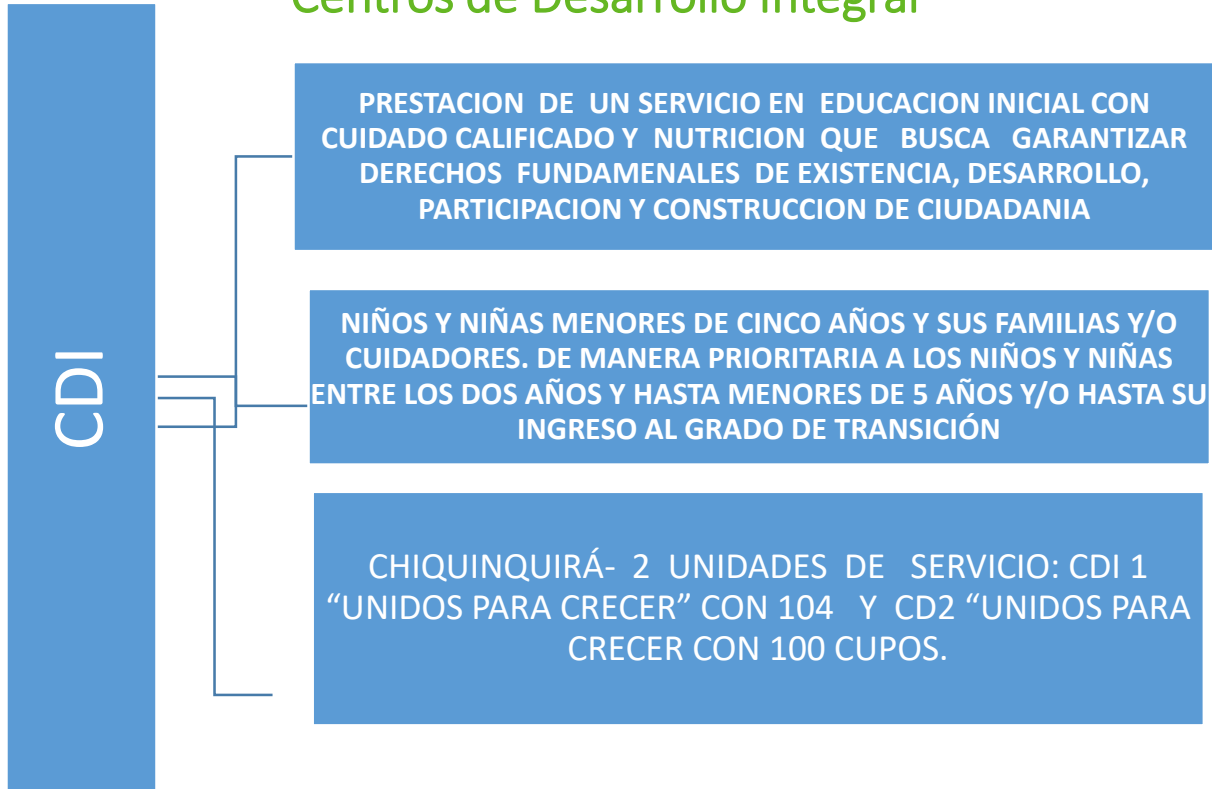 Centros de Desarrollo Integral
CDI
PRESTACION DE UN SERVICIO EN EDUCACION INICIAL CON
CUIDADO CALIFICADO Y NUTRICION QUE BUSCA GARANTIZAR
DERECHOS FUNDAMENALES DE EXISTENCIA, DESARROLLO,
PARTICIPACION Y CONSTRUCCION DE CIUDADANIA
NIÑOS Y NIÑAS MENORES DE CINCO AÑOS Y SUS FAMILIAS Y/O
CUIDADORES. DE MANERA PRIORITARIA A LOS NIÑOS Y NIÑAS
ENTRE LOS DOS AÑOS Y HASTA MENORES DE 5 AÑOS Y/O HASTA SU
INGRESO AL GRADO DE TRANSICIÓN
CHIQUINQUIRÁ- 2 UNIDADES DE SERVICIO: CDI 1
“UNIDOS PARA CRECER” CON 104 Y CD2 “UNIDOS PARA
CRECER CON 100 CUPOS.